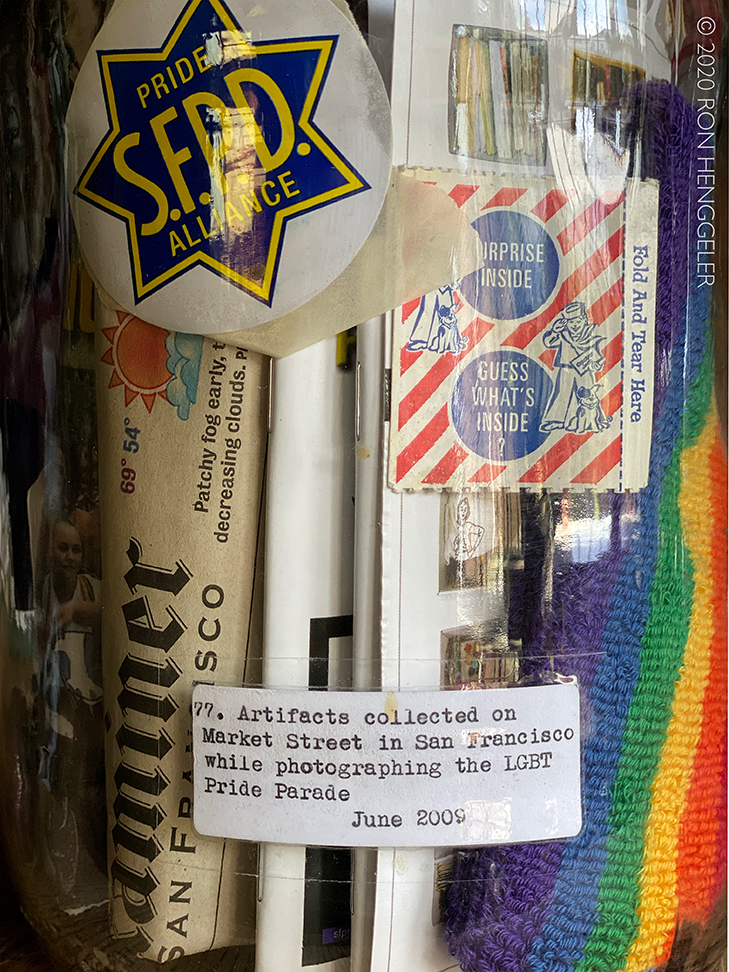 PRIDE
S.F.P.D.
ALLIANCE
© 2020 RON HENGGELER
URPRISE
INSIDE
GUESS
WHAT'S
INSIDE
?
Fold And Tear Here
69° 54°
Patchy fog early, t
decreasing clouds. P
aminer
SAN FRANCISCO
77. Artifacts collected on
Market Street in San Francisco
while photographing the LGBT
Pride Parade
June 2009